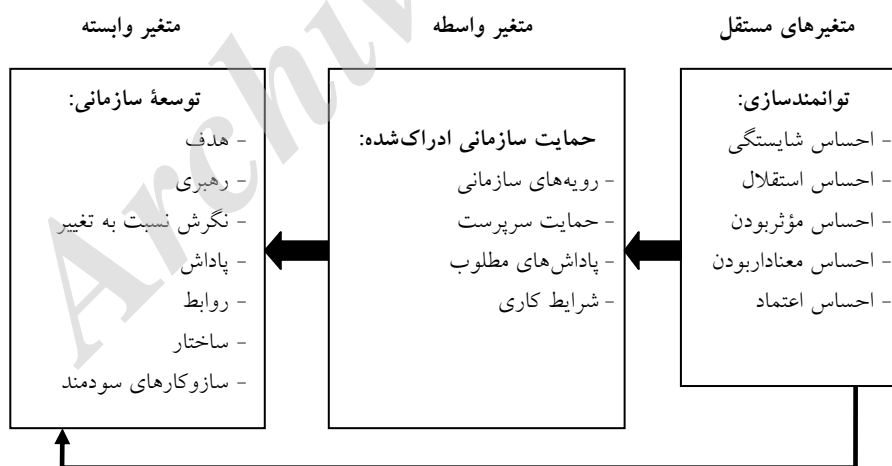 متغیرهای مستقل
متغیر واسطه
متغیر وابسته
توانمندسازی:
- احساس شایستگی
- احساس استقلال
- احساس مؤثربودن
- احساس معناداربودن
- احساس اعتماد
حمایت سازمانی ادراک‌شده:
- رویه‌های سازمانی
- حمایت سرپرست
- پاداش‌های مطلوب
- شرایط کاری
توسعهٔ سازمانی:
- هدف
- رهبری
- نگرش نسبت به تغییر
- پاداش
- روابط
- ساختار
- سازوکارهای سودمند